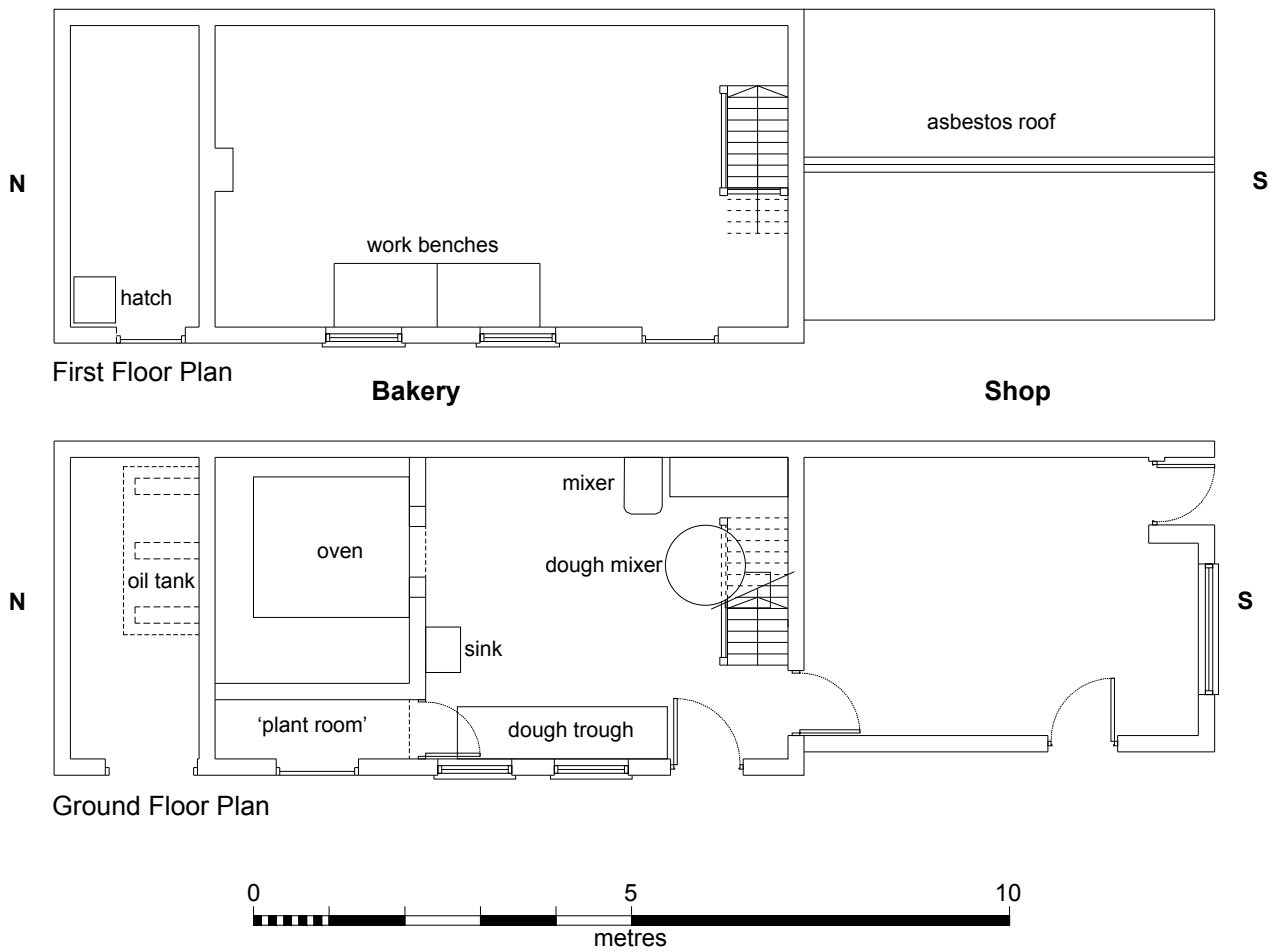 asbestos roof
N
S
work benches
hatch
First Floor Plan
Bakery
Shop
mixer
oven
dough mixer
oil tank
N
S
sink
‘plant room’
dough trough
Ground Floor Plan
0
5
10
metres